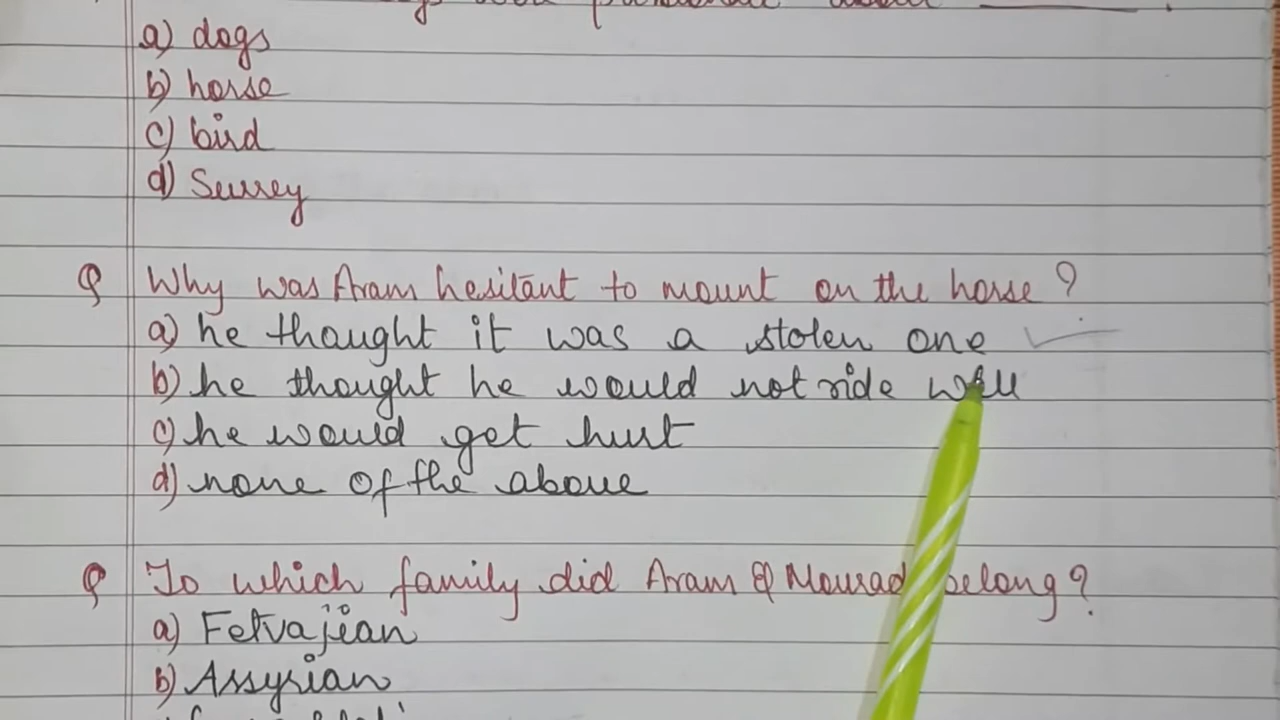 a) dogs
b) horse
c) bird
d) Surrey
Q Why was Aram hesitant to mount on the horse?
a) he thought it was a stolen one
b) he thought he would not ride well
c) he would get hurt
d) none of the above
Q To which family did Aram & Mourad belong?
a) Fetvajian
b) Assyrian